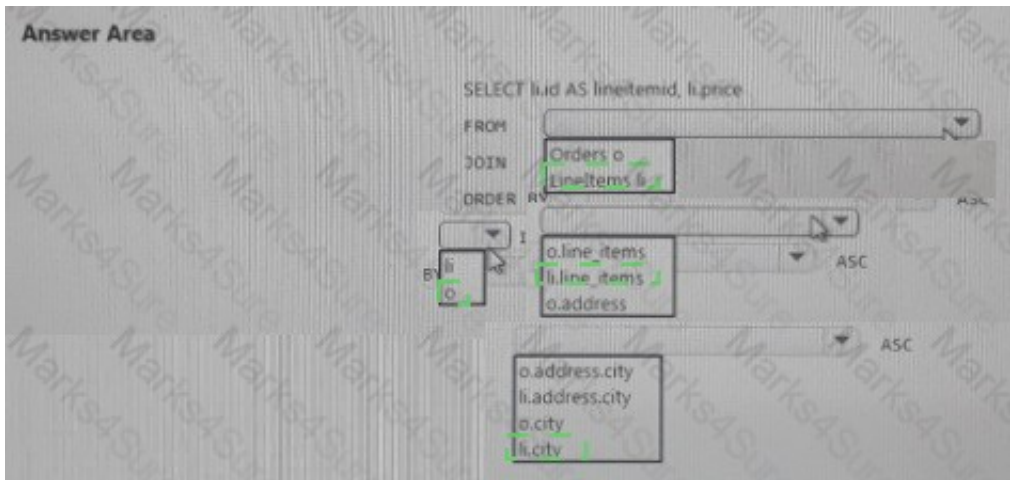 Answer Area
SELECT li.id AS lineitemid, li.price
FROM
JOIN
Orders o
LineItems li
ORDER BY
ASC
I
BY
li
o
o.line_items
li.line_items
o.address
ASC
ASC
o.address.city
li.address.city
o.city
li.city